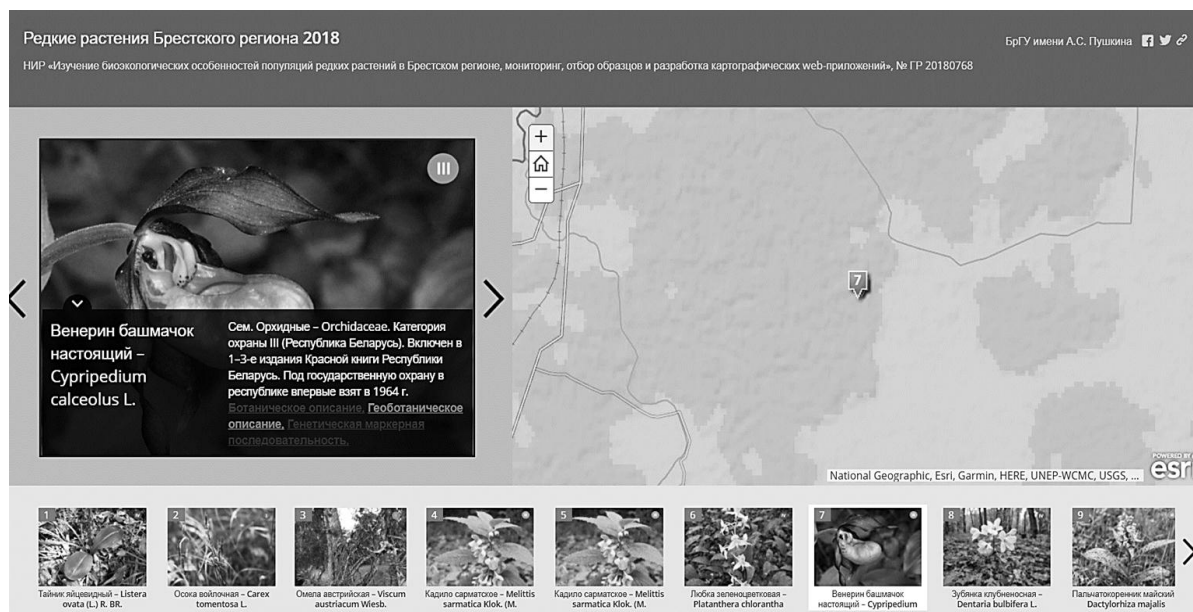 Редкие растения Брестского региона 2018
БрГУ имени А.С. Пушкина
НИР «Изучение биоэкологических особенностей популяций редких растений в Брестском регионе, мониторинг, отбор образцов и разработка картографических web-приложений», № ГР 20180768
III
Венерин башмачок
настоящий –
Cypripedium
calceolus L.
Сем. Орхидные – Orchidaceae. Категория
охраны III (Республика Беларусь). Включен в
1–3-е издания Красной книги Республики
Беларусь. Под государственную охрану в
республике впервые взят в 1964 г.
Ботаническое описание. Геоботаническое
описание. Генетическая маркерная
последовательность.
+
−
7
National Geographic, Esri, Garmin, HERE, UNEP-WCMC, USGS, ...
POWERED BY
esri
1
Тайник яйцевидный – Listera
ovata (L.) R. BR.
2
Осока войлочная – Carex
tomentosa L.
3
Омела австрийская – Viscum
austriacum Wiesb.
4
Кадило сарматское – Melittis
sarmatica Klok. (M.
5
Кадило сарматское – Melittis
sarmatica Klok. (M.
6
Любка зеленоцветковая –
Platanthera chlorantha
7
Венерин башмачок
настоящий – Cypripedium
8
Зубянка клубненосная –
Dentaria bulbifera L.
9
Пальчатокоренник майский
Dactylorhiza majalis